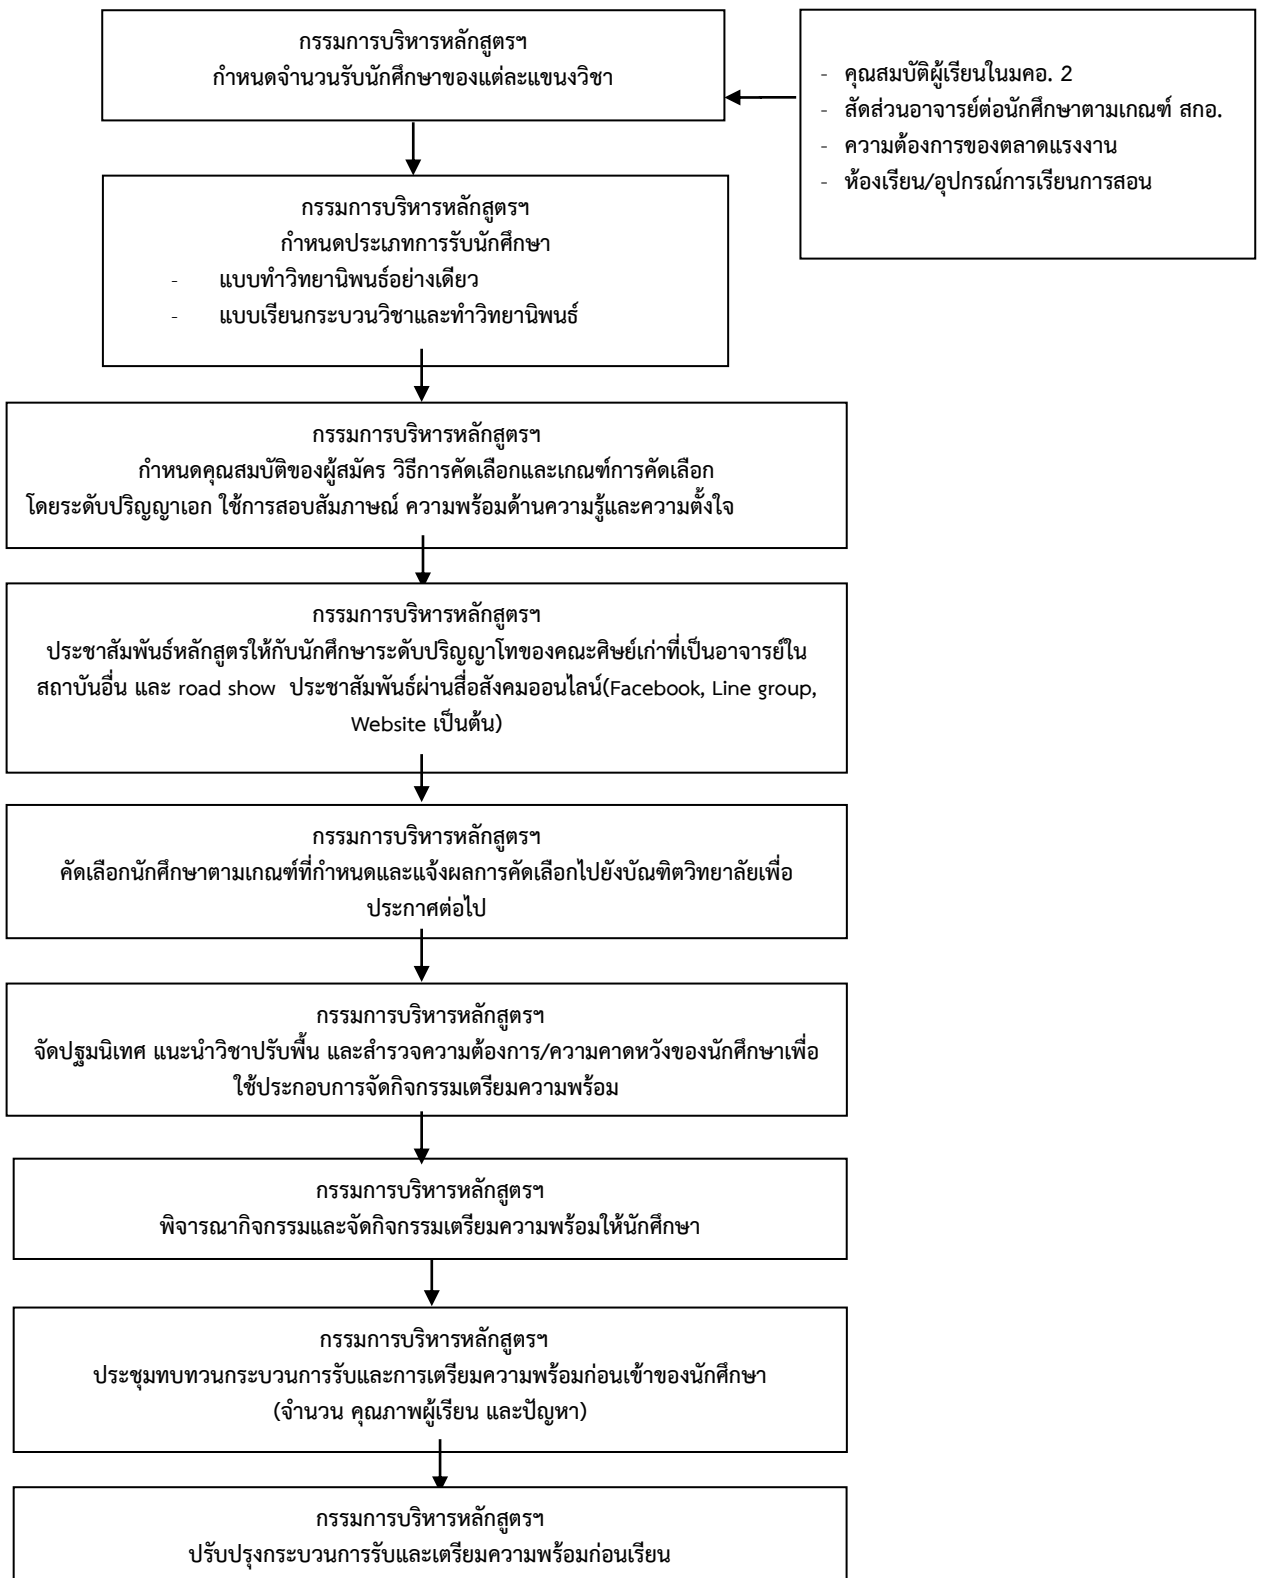 กรรมการบริหารหลักสูตรฯ
กำหนดจำนวนรับนักศึกษาของแต่ละแขนงวิชา
- คุณสมบัติผู้เรียนในมคอ. 2
- สัดส่วนอาจารย์ต่อนักศึกษาตามเกณฑ์ สกอ.
- ความต้องการของตลาดแรงงาน
- ห้องเรียน/อุปกรณ์การเรียนการสอน
กรรมการบริหารหลักสูตรฯ
กำหนดประเภทการรับนักศึกษา
- แบบทำวิทยานิพนธ์อย่างเดียว
- แบบเรียนกระบวนวิชาและทำวิทยานิพนธ์
กรรมการบริหารหลักสูตรฯ
กำหนดคุณสมบัติของผู้สมัคร วิธีการคัดเลือกและเกณฑ์การคัดเลือก
โดยระดับปริญญาเอก ใช้การสอบสัมภาษณ์ ความพร้อมด้านความรู้และความตั้งใจ
กรรมการบริหารหลักสูตรฯ
ประชาสัมพันธ์หลักสูตรให้กับนักศึกษาระดับปริญญาโทของคณะศิษย์เก่าที่เป็นอาจารย์ใน
สถาบันอื่น และ road show ประชาสัมพันธ์ผ่านสื่อสังคมออนไลน์(Facebook, Line group,
Website เป็นต้น)
กรรมการบริหารหลักสูตรฯ
คัดเลือกนักศึกษาตามเกณฑ์ที่กำหนดและแจ้งผลการคัดเลือกไปยังบัณฑิตวิทยาลัยเพื่อ
ประกาศต่อไป
กรรมการบริหารหลักสูตรฯ
จัดปฐมนิเทศ แนะนำวิชาปรับพื้น และสำรวจความต้องการ/ความคาดหวังของนักศึกษาเพื่อ
ใช้ประกอบการจัดกิจกรรมเตรียมความพร้อม
กรรมการบริหารหลักสูตรฯ
พิจารณากิจกรรมและจัดกิจกรรมเตรียมความพร้อมให้นักศึกษา
กรรมการบริหารหลักสูตรฯ
ประชุมทบทวนกระบวนการรับและการเตรียมความพร้อมก่อนเข้าของนักศึกษา
(จำนวน คุณภาพผู้เรียน และปัญหา)
กรรมการบริหารหลักสูตรฯ
ปรับปรุงกระบวนการรับและเตรียมความพร้อมก่อนเรียน